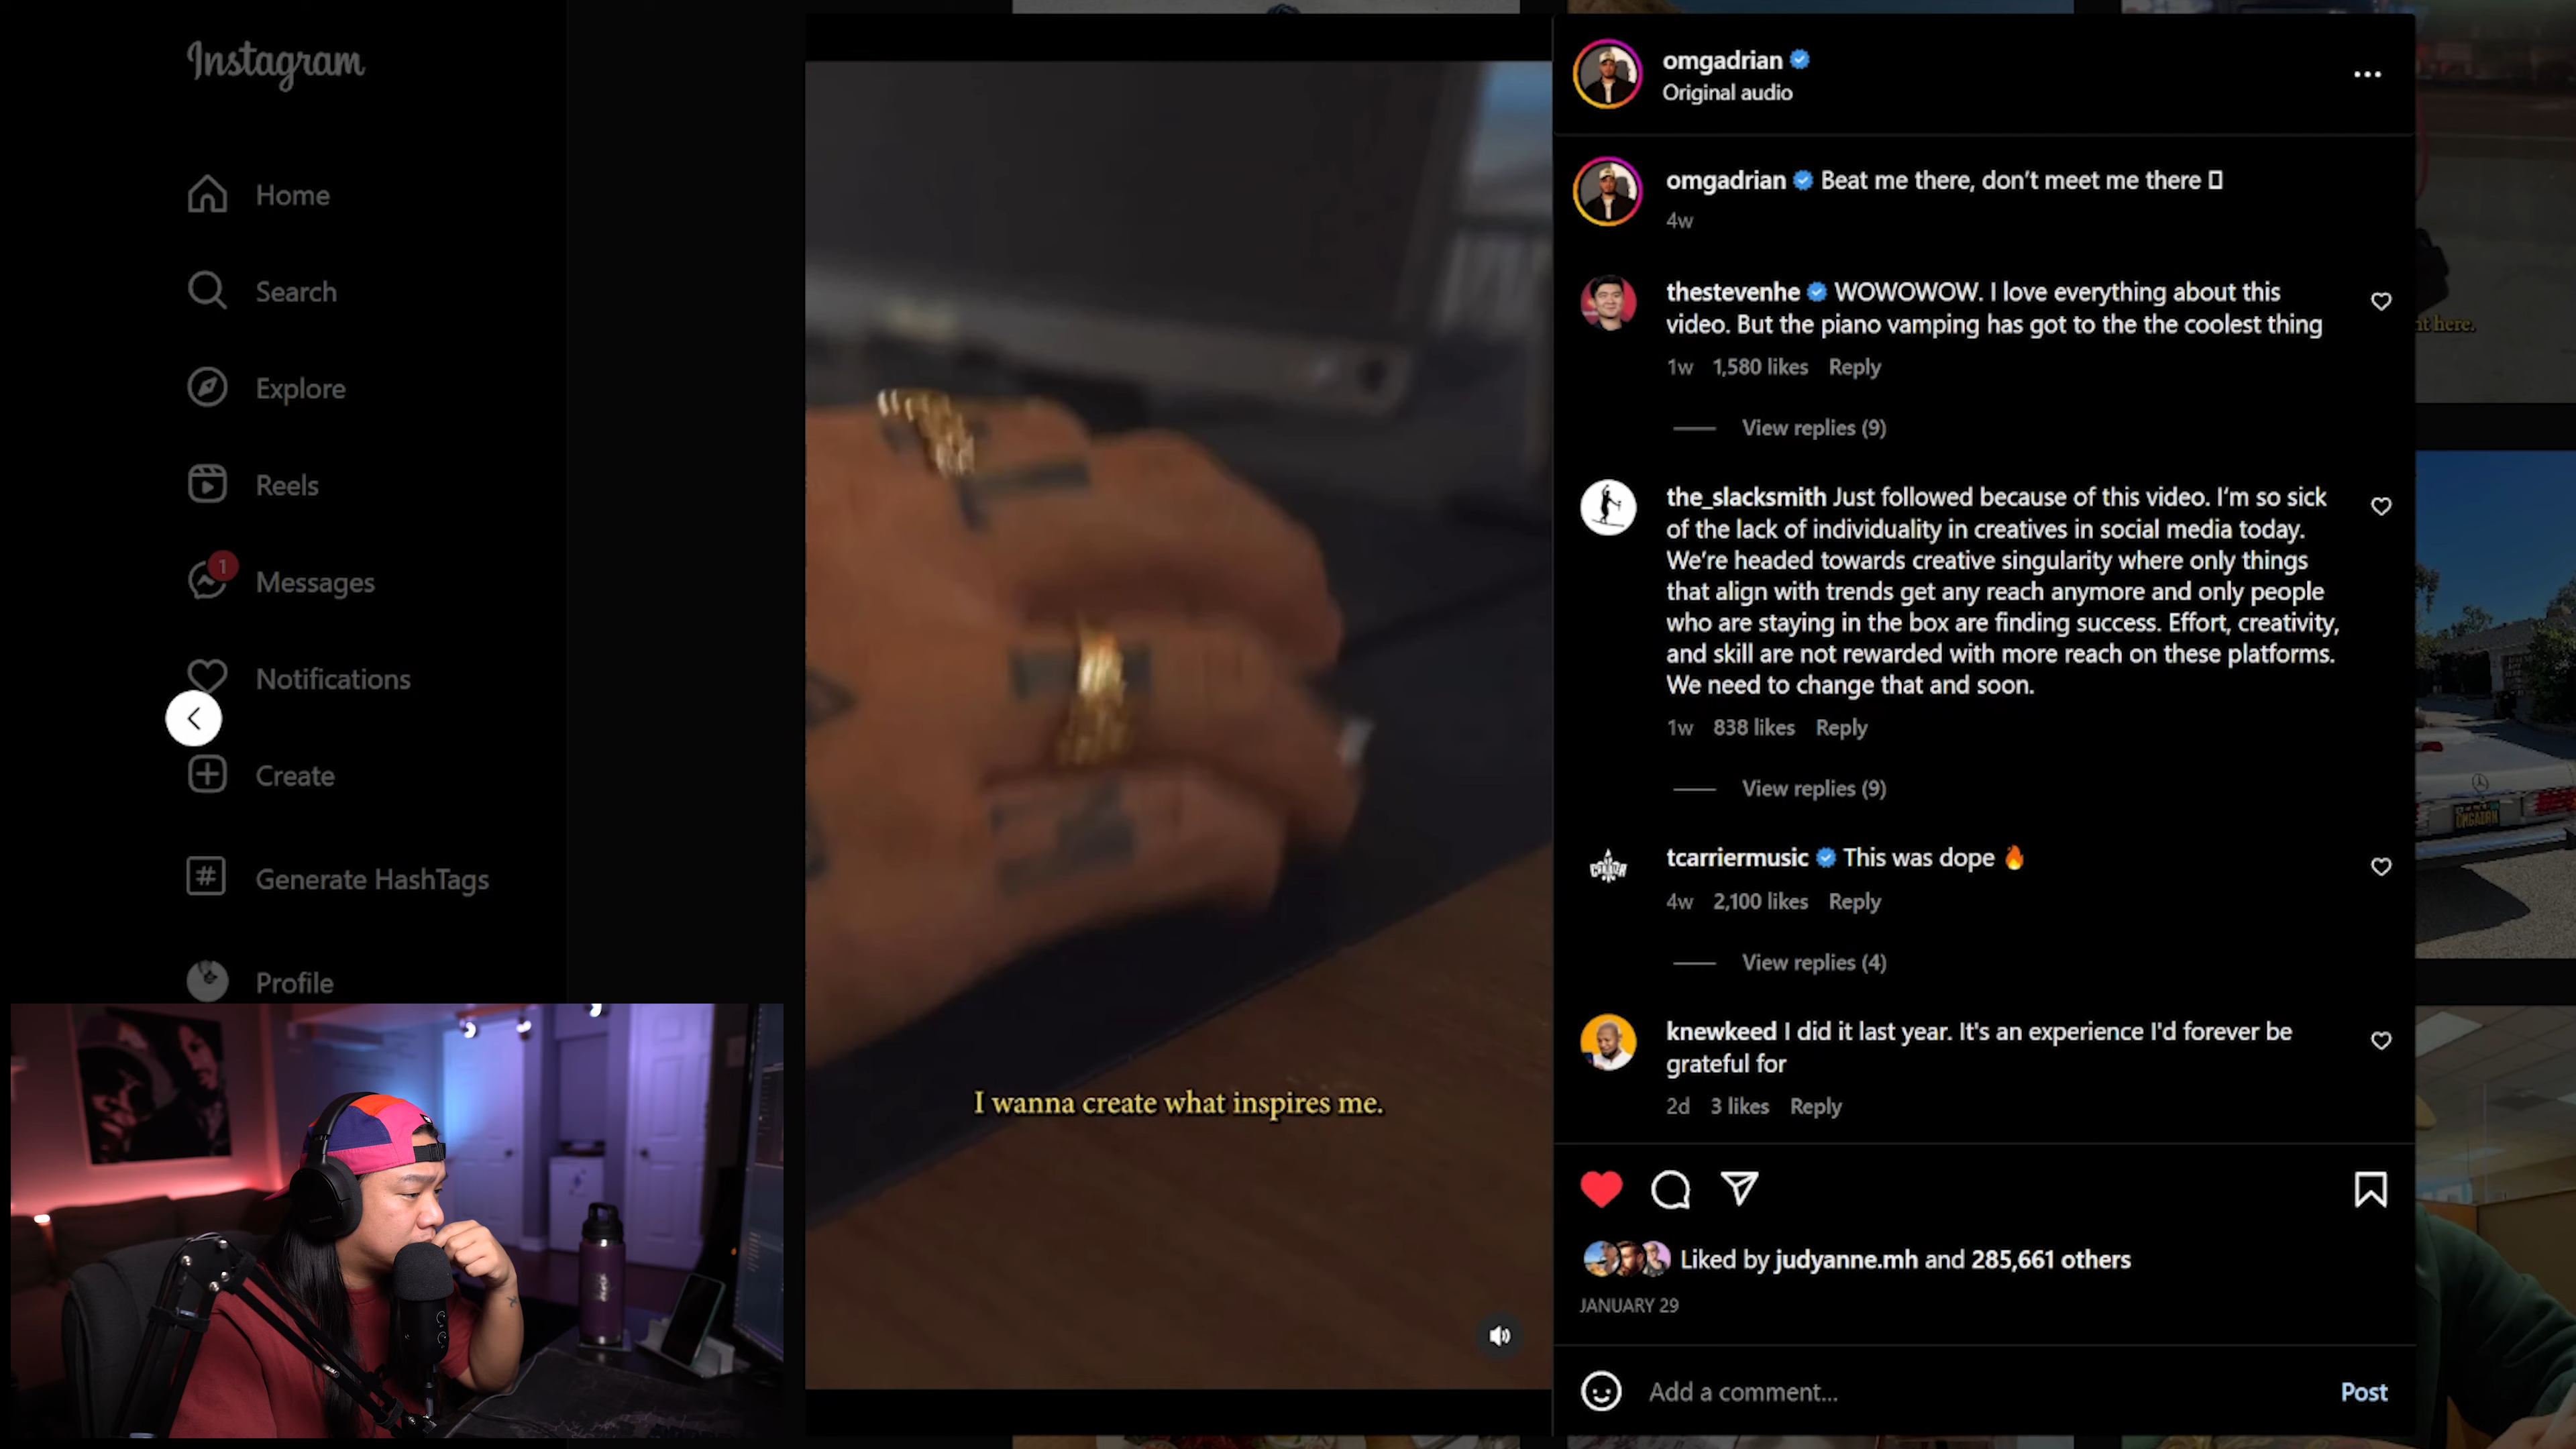 Instagram
Home
Search
Explore
Reels
1
Messages
Notifications
Create
Generate HashTags
Profile
I wanna create what inspires me.
omgadrian
Original audio
omgadrian Beat me there, don’t meet me there
4w
thestevenhe WOWOWOW. I love everything about this
video. But the piano vamping has got to the the coolest thing
1w 1,580 likes Reply
View replies (9)
the_slacksmith Just followed because of this video. I’m so sick
of the lack of individuality in creatives in social media today.
We’re headed towards creative singularity where only things
that align with trends get any reach anymore and only people
who are staying in the box are finding success. Effort, creativity,
and skill are not rewarded with more reach on these platforms.
We need to change that and soon.
1w 838 likes Reply
View replies (9)
tcarriermusic This was dope 🔥
4w 2,100 likes Reply
View replies (4)
knewkeed I did it last year. It's an experience I'd forever be
grateful for
2d 3 likes Reply
Liked by judyanne.mh and 285,661 others
JANUARY 29
Add a comment...
Post
here.
OMGADRN